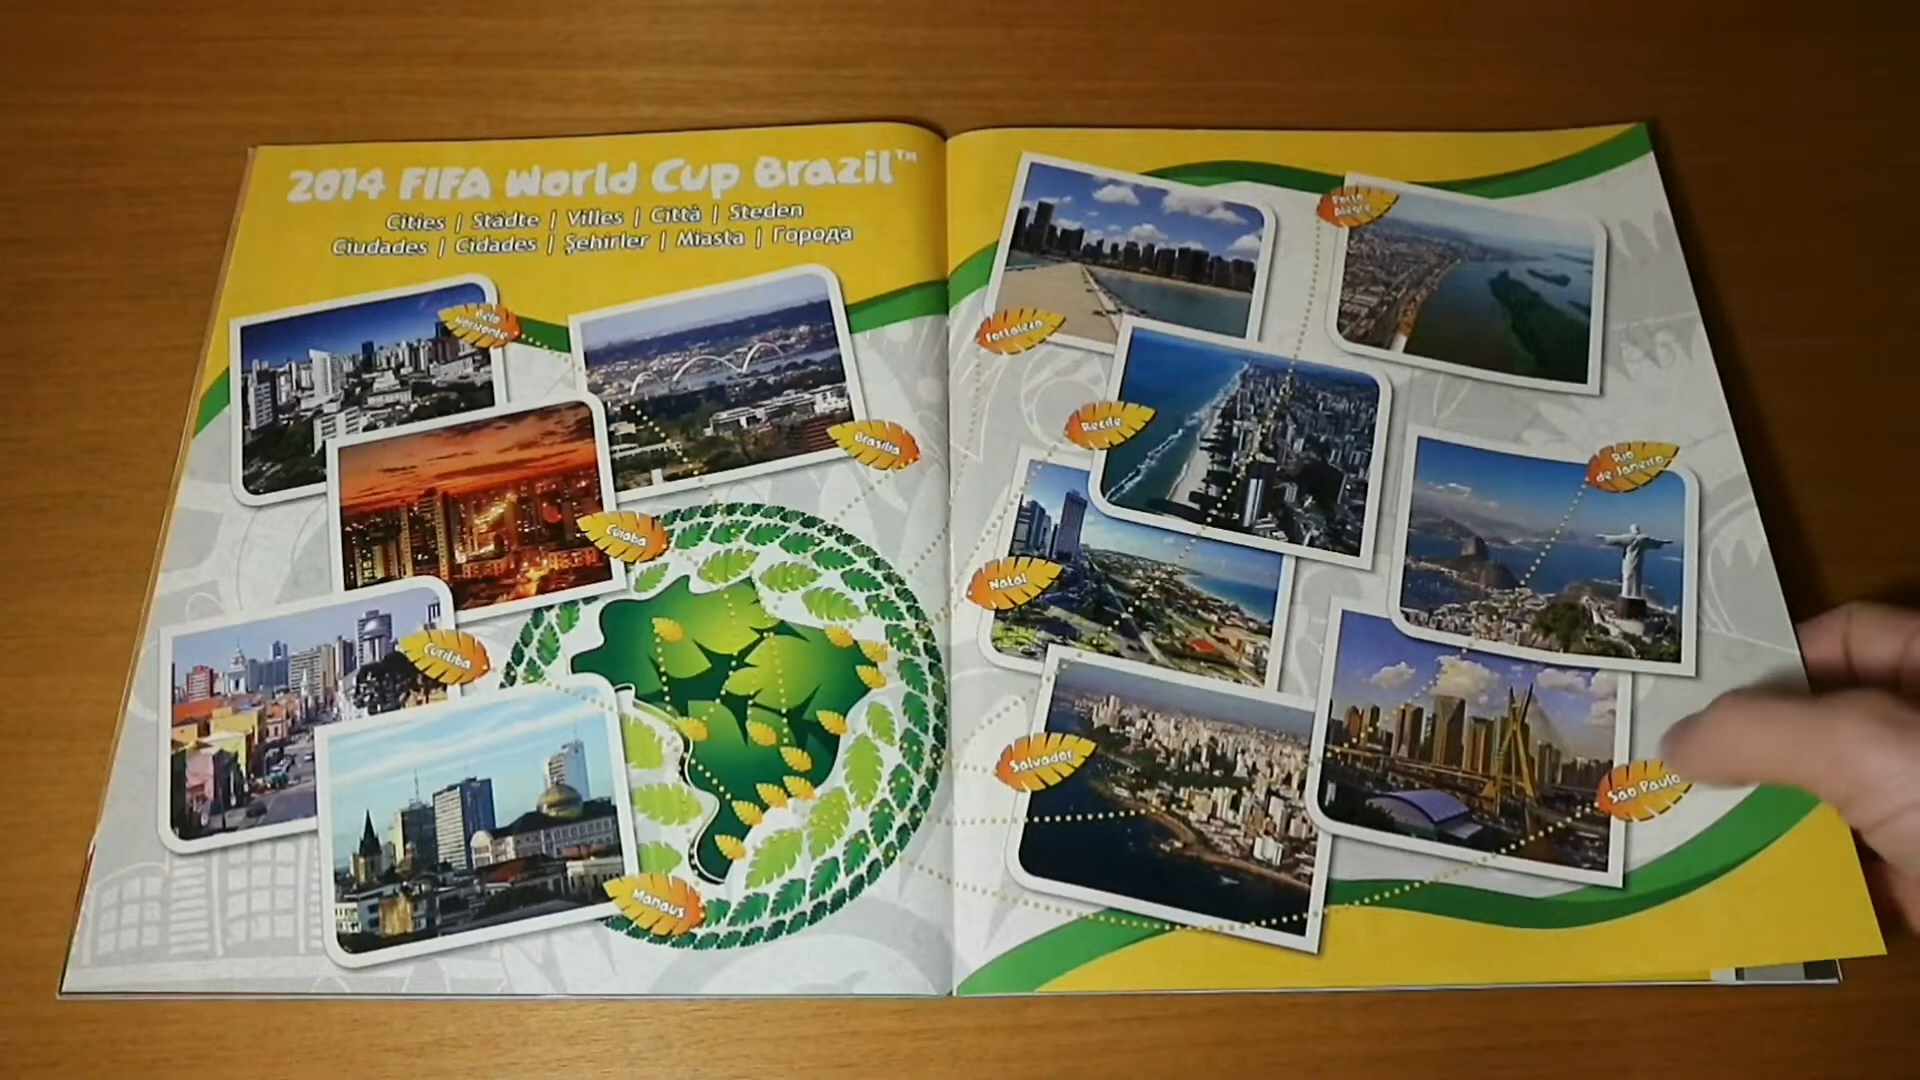 2014 FIFA World Cup Brazil™
Cities | Städte | Villes | Città | Steden
Ciudades | Cidades | Şehirler | Miasta | Города
Belo
Horizonte
Brasília
Cuiabá
Curitiba
Manaus
Fortaleza
Porto
Alegre
Recife
Natal
Rio
de Janeiro
Salvador
São Paulo